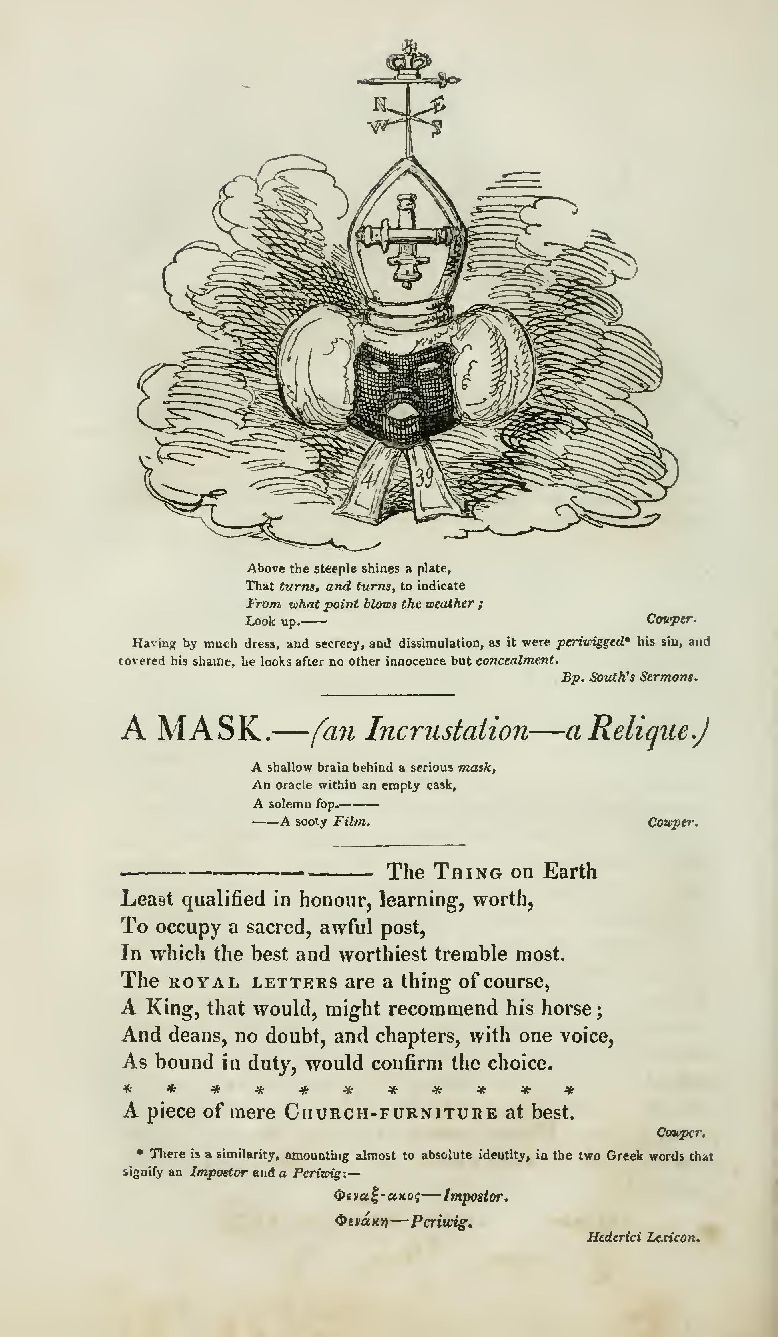 N E
W S
4 39
Above the steeple shines a plate,
That turns, and turns, to indicate
From what point blows the weather;
Look up.—— Cowper.
Having by much dress, and secrecy, and dissimulation, as it were periwigged* his sin, and
covered his shame, he looks after no other innocence but concealment.
Bp. South's Sermons.
A MASK.—(an Incrustation—a Relique.)
A shallow brain behind a serious mask,
An oracle within an empty cask,
A solemn fop.———
——A sooty Film. Cowper.
——————— The THING on Earth
Least qualified in honour, learning, worth,
To occupy a sacred, awful post,
In which the best and worthiest tremble most.
The ROYAL LETTERS are a thing of course,
A King, that would, might recommend his horse;
And deans, no doubt, and chapters, with one voice,
As bound in duty, would confirm the choice.
* * * * * * * * * * *
A piece of mere CHURCH-FURNITURE at best.
Cowper.
* There is a similarity, amounting almost to absolute identity, in the two Greek words that
signify an Impostor and a Periwig:—
Φεναξ-ακος—Impostor.
Φενάκη—Periwig.
Hederici Lexicon.